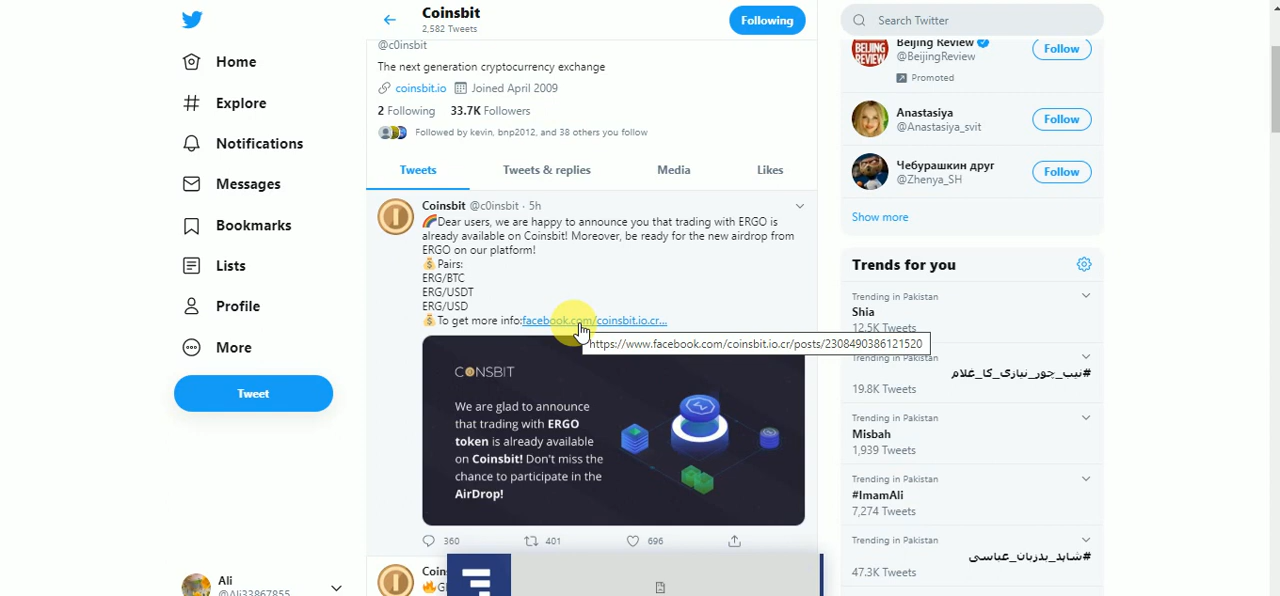 Home
Explore
Notifications
Messages
Bookmarks
Lists
Profile
More
Tweet
Ali
@Ali33867855
Coinsbit
2,582 Tweets
Following
@c0insbit
The next generation cryptocurrency exchange
coinsbit.io Joined April 2009
2 Following 33.7K Followers
Followed by kevin, bnp2012, and 38 others you follow
Tweets Tweets & replies Media Likes
Coinsbit @c0insbit · 5h
🌈Dear users, we are happy to announce you that trading with ERGO is
already available on Coinsbit! Moreover, be ready for the new airdrop from
ERGO on our platform!
💰Pairs:
ERG/BTC
ERG/USDT
ERG/USD
💰To get more info:facebook.com/coinsbit.io.cr...
https://www.facebook.com/coinsbit.io.cr/posts/2308490386121520
COINSBIT
We are glad to announce
that trading with ERGO
token is already available
on Coinsbit! Don't miss the
chance to participate in the
AirDrop!
360 401 696
Search Twitter
Beijing Review
@BeijingReview
Follow
Promoted
Anastasiya
@Anastasiya_svit
Follow
Чебурашкин друг
@Zhenya_SH
Follow
Show more
Trends for you
Trending in Pakistan
Shia
12.5K Tweets
Trending in Pakistan
19.8K Tweets
Trending in Pakistan
Misbah
1,939 Tweets
Trending in Pakistan
#ImamAli
7,274 Tweets
Trending in Pakistan
#شاہد_بدزبان_عباسی
47.3K Tweets